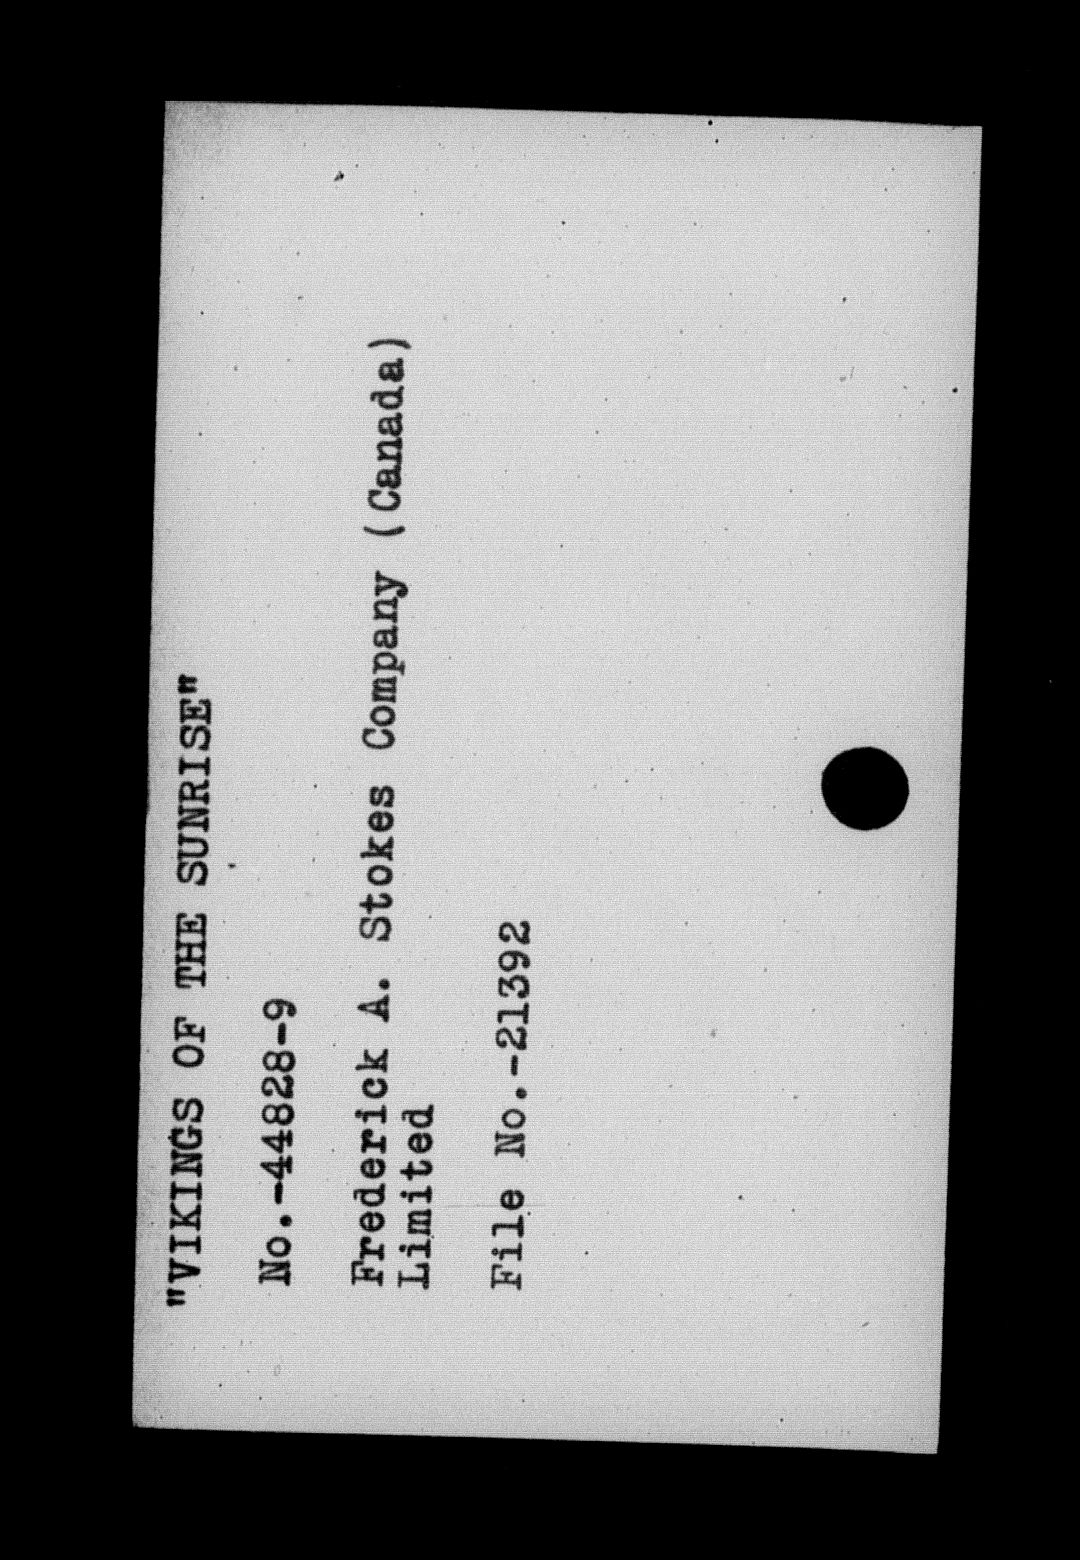 "VIKINGS OF THE SUNRISE"
No.-44828-9
Frederick A. Stokes Company (Canada)
Limited
File No.-21392